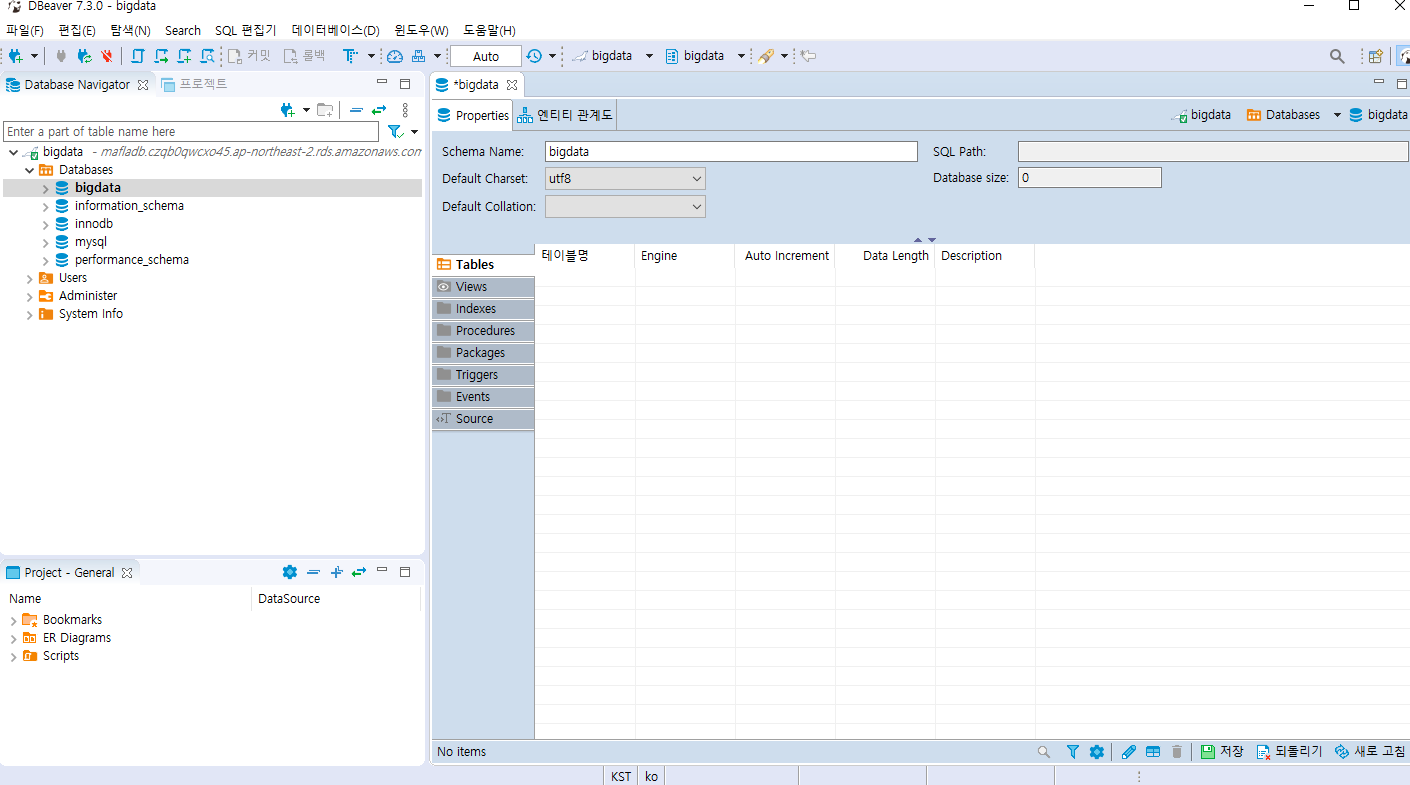 DBeaver 7.3.0 - bigdata
파일(F) 편집(E) 탐색(N) Search SQL 편집기 데이터베이스(D) 윈도우(W) 도움말(H)
커밋 롤백 Auto bigdata bigdata
Database Navigator 프로젝트
Enter a part of table name here
bigdata - mafladb.czqb0qwcxo45.ap-northeast-2.rds.amazonaws.com
Databases
bigdata
information_schema
innodb
mysql
performance_schema
Users
Administer
System Info
Project - General
Name DataSource
Bookmarks
ER Diagrams
Scripts
*bigdata
Properties 엔티티 관계도 bigdata Databases bigdata
Schema Name: bigdata SQL Path:
Default Charset: utf8 Database size: 0
Default Collation:
테이블명 Engine Auto Increment Data Length Description
Tables
Views
Indexes
Procedures
Packages
Triggers
Events
Source
No items 저장 되돌리기 새로 고침
KST ko